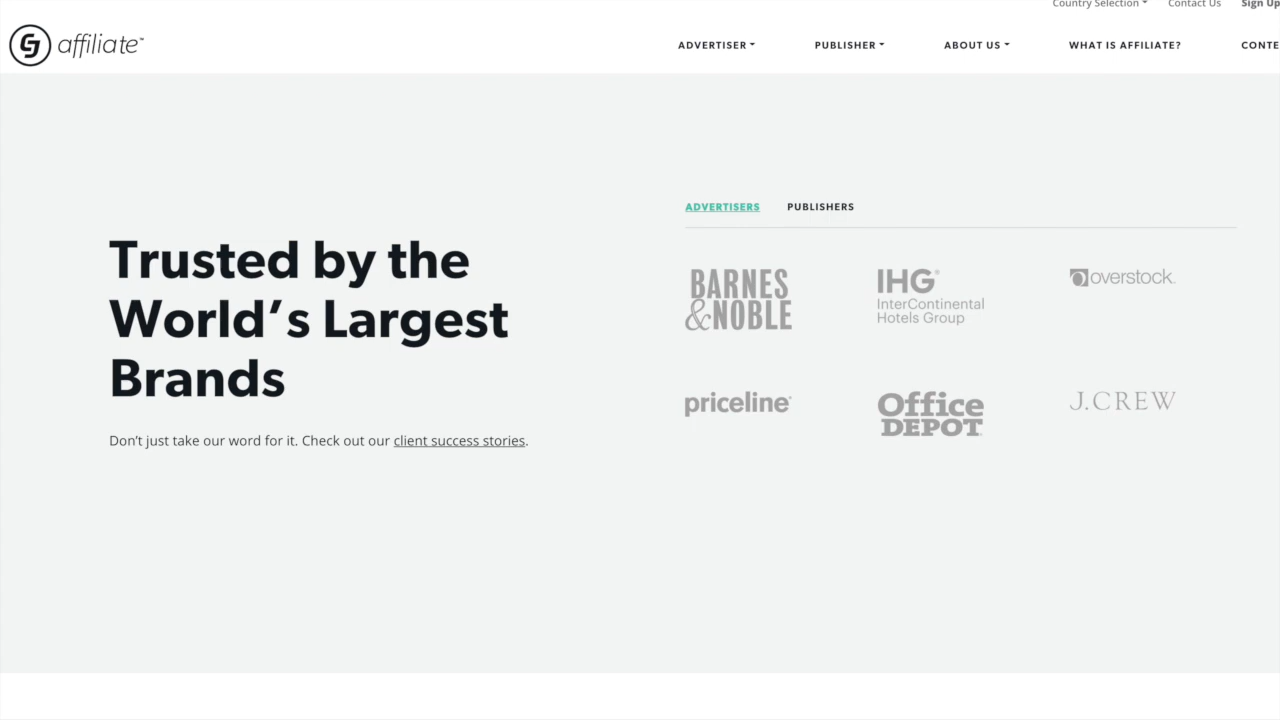 Country Selection Contact Us Sign Up
CJ affiliate™
ADVERTISER PUBLISHER ABOUT US WHAT IS AFFILIATE? CONTE
ADVERTISERS PUBLISHERS
Trusted by the
World’s Largest
Brands
Don’t just take our word for it. Check out our client success stories.
BARNES
&NOBLE
IHG®
InterContinental
Hotels Group
overstock.
priceline®
Office
DEPOT
J.CREW